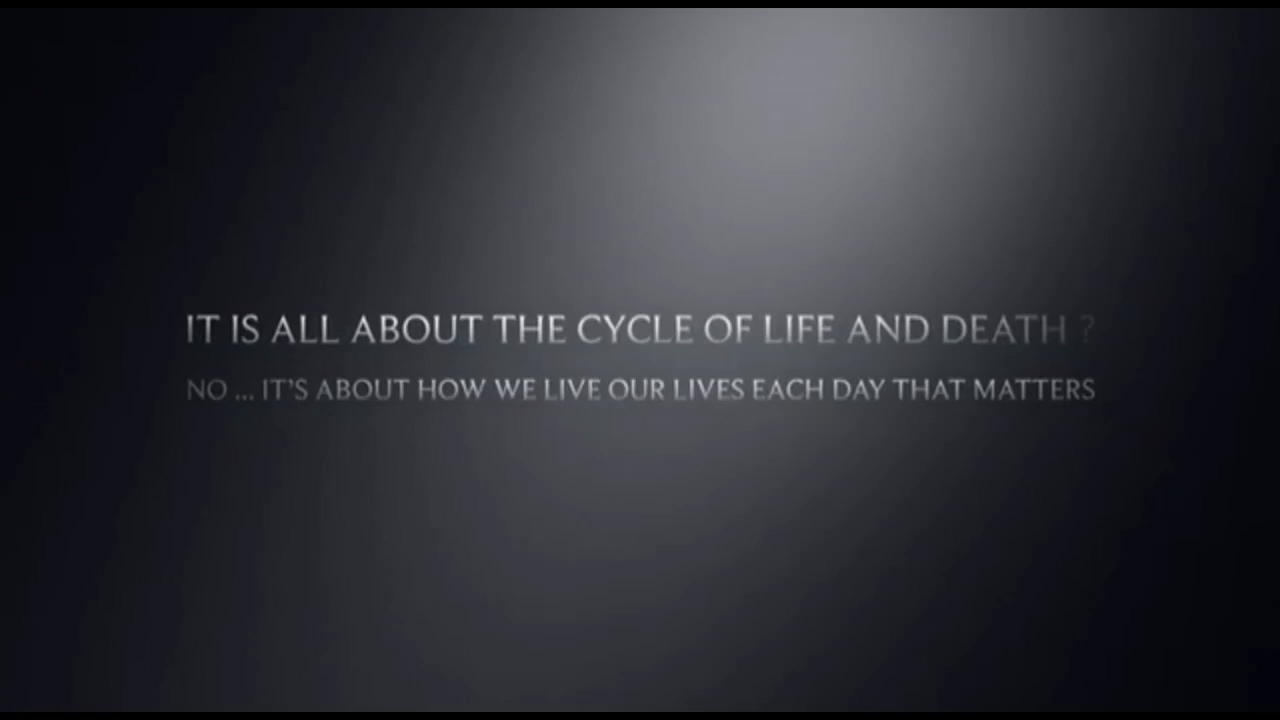 IT IS ALL ABOUT THE CYCLE OF LIFE AND DEATH ?
NO ... IT'S ABOUT HOW WE LIVE OUR LIVES EACH DAY THAT MATTERS